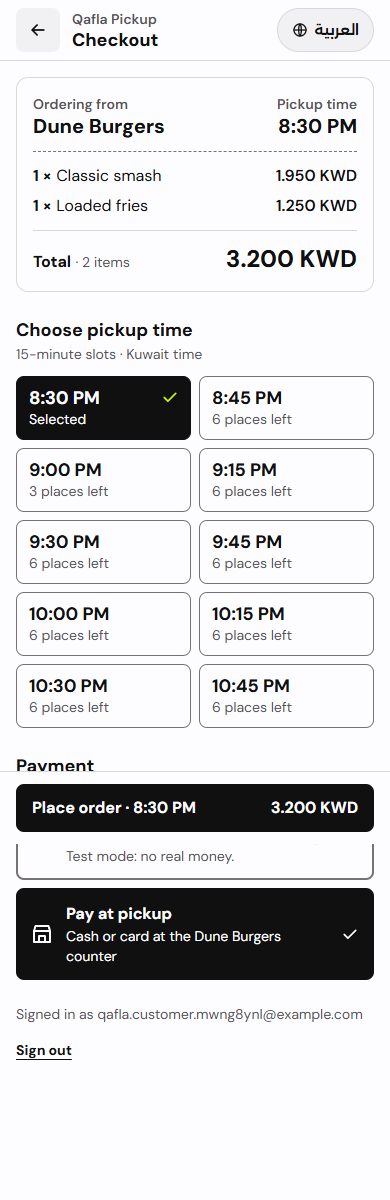 Qafla Pickup
Checkout
العربية
Ordering from
Pickup time
Dune Burgers
8:30 PM
1 × Classic smash
1.950 KWD
1 × Loaded fries
1.250 KWD
Total · 2 items
3.200 KWD
Choose pickup time
15-minute slots · Kuwait time
8:30 PM
Selected
8:45 PM
6 places left
9:00 PM
3 places left
9:15 PM
6 places left
9:30 PM
6 places left
9:45 PM
6 places left
10:00 PM
6 places left
10:15 PM
6 places left
10:30 PM
6 places left
10:45 PM
6 places left
Payment
Place order · 8:30 PM
3.200 KWD
Test mode: no real money.
Pay at pickup
Cash or card at the Dune Burgers
counter
Signed in as qafla.customer.mwng8ynl@example.com
Sign out